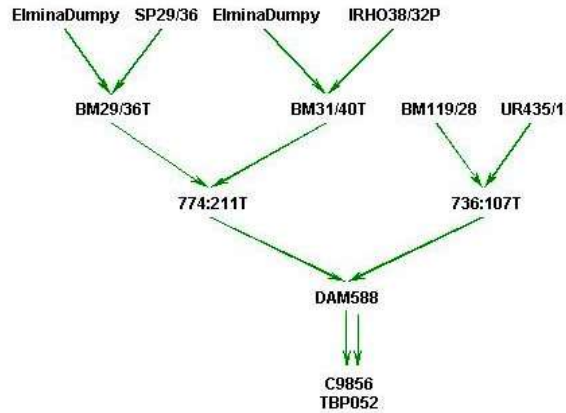 ElminaDumpy SP29/36 ElminaDumpy IRHO38/32P
BM29/36T BM31/40T BM119/28 UR435/1
774:211T 736:107T
DAM588
C9856
TBP052